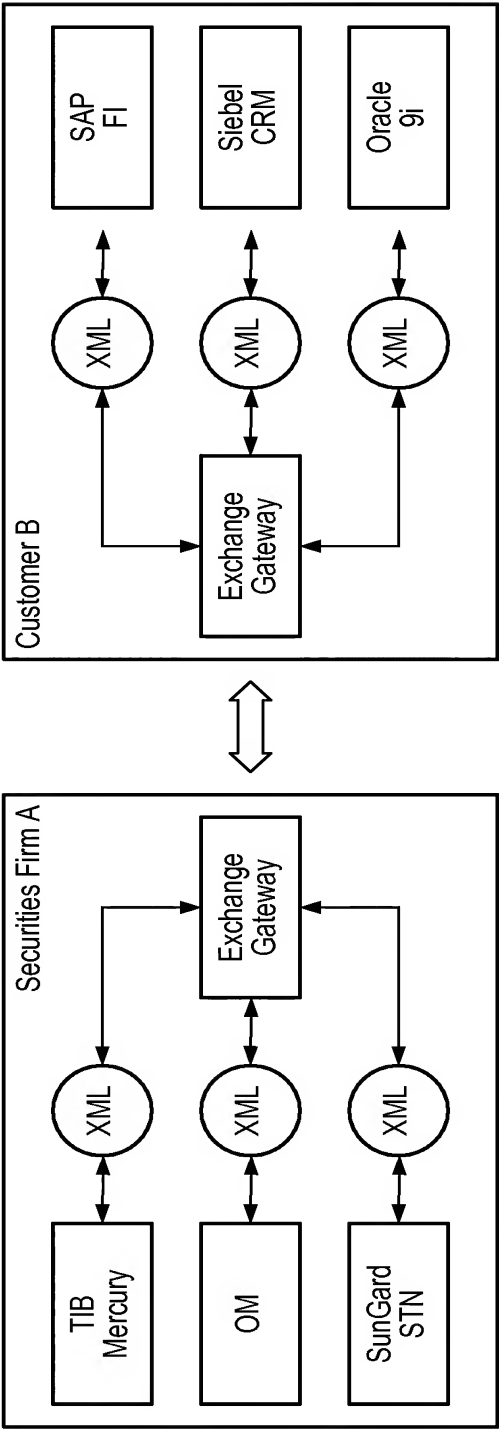 Securities Firm A
TIB
Mercury
XML
OM
XML
Exchange
Gateway
SunGard
STN
XML
Customer B
XML
SAP
FI
Exchange
Gateway
XML
Siebel
CRM
XML
Oracle
9i